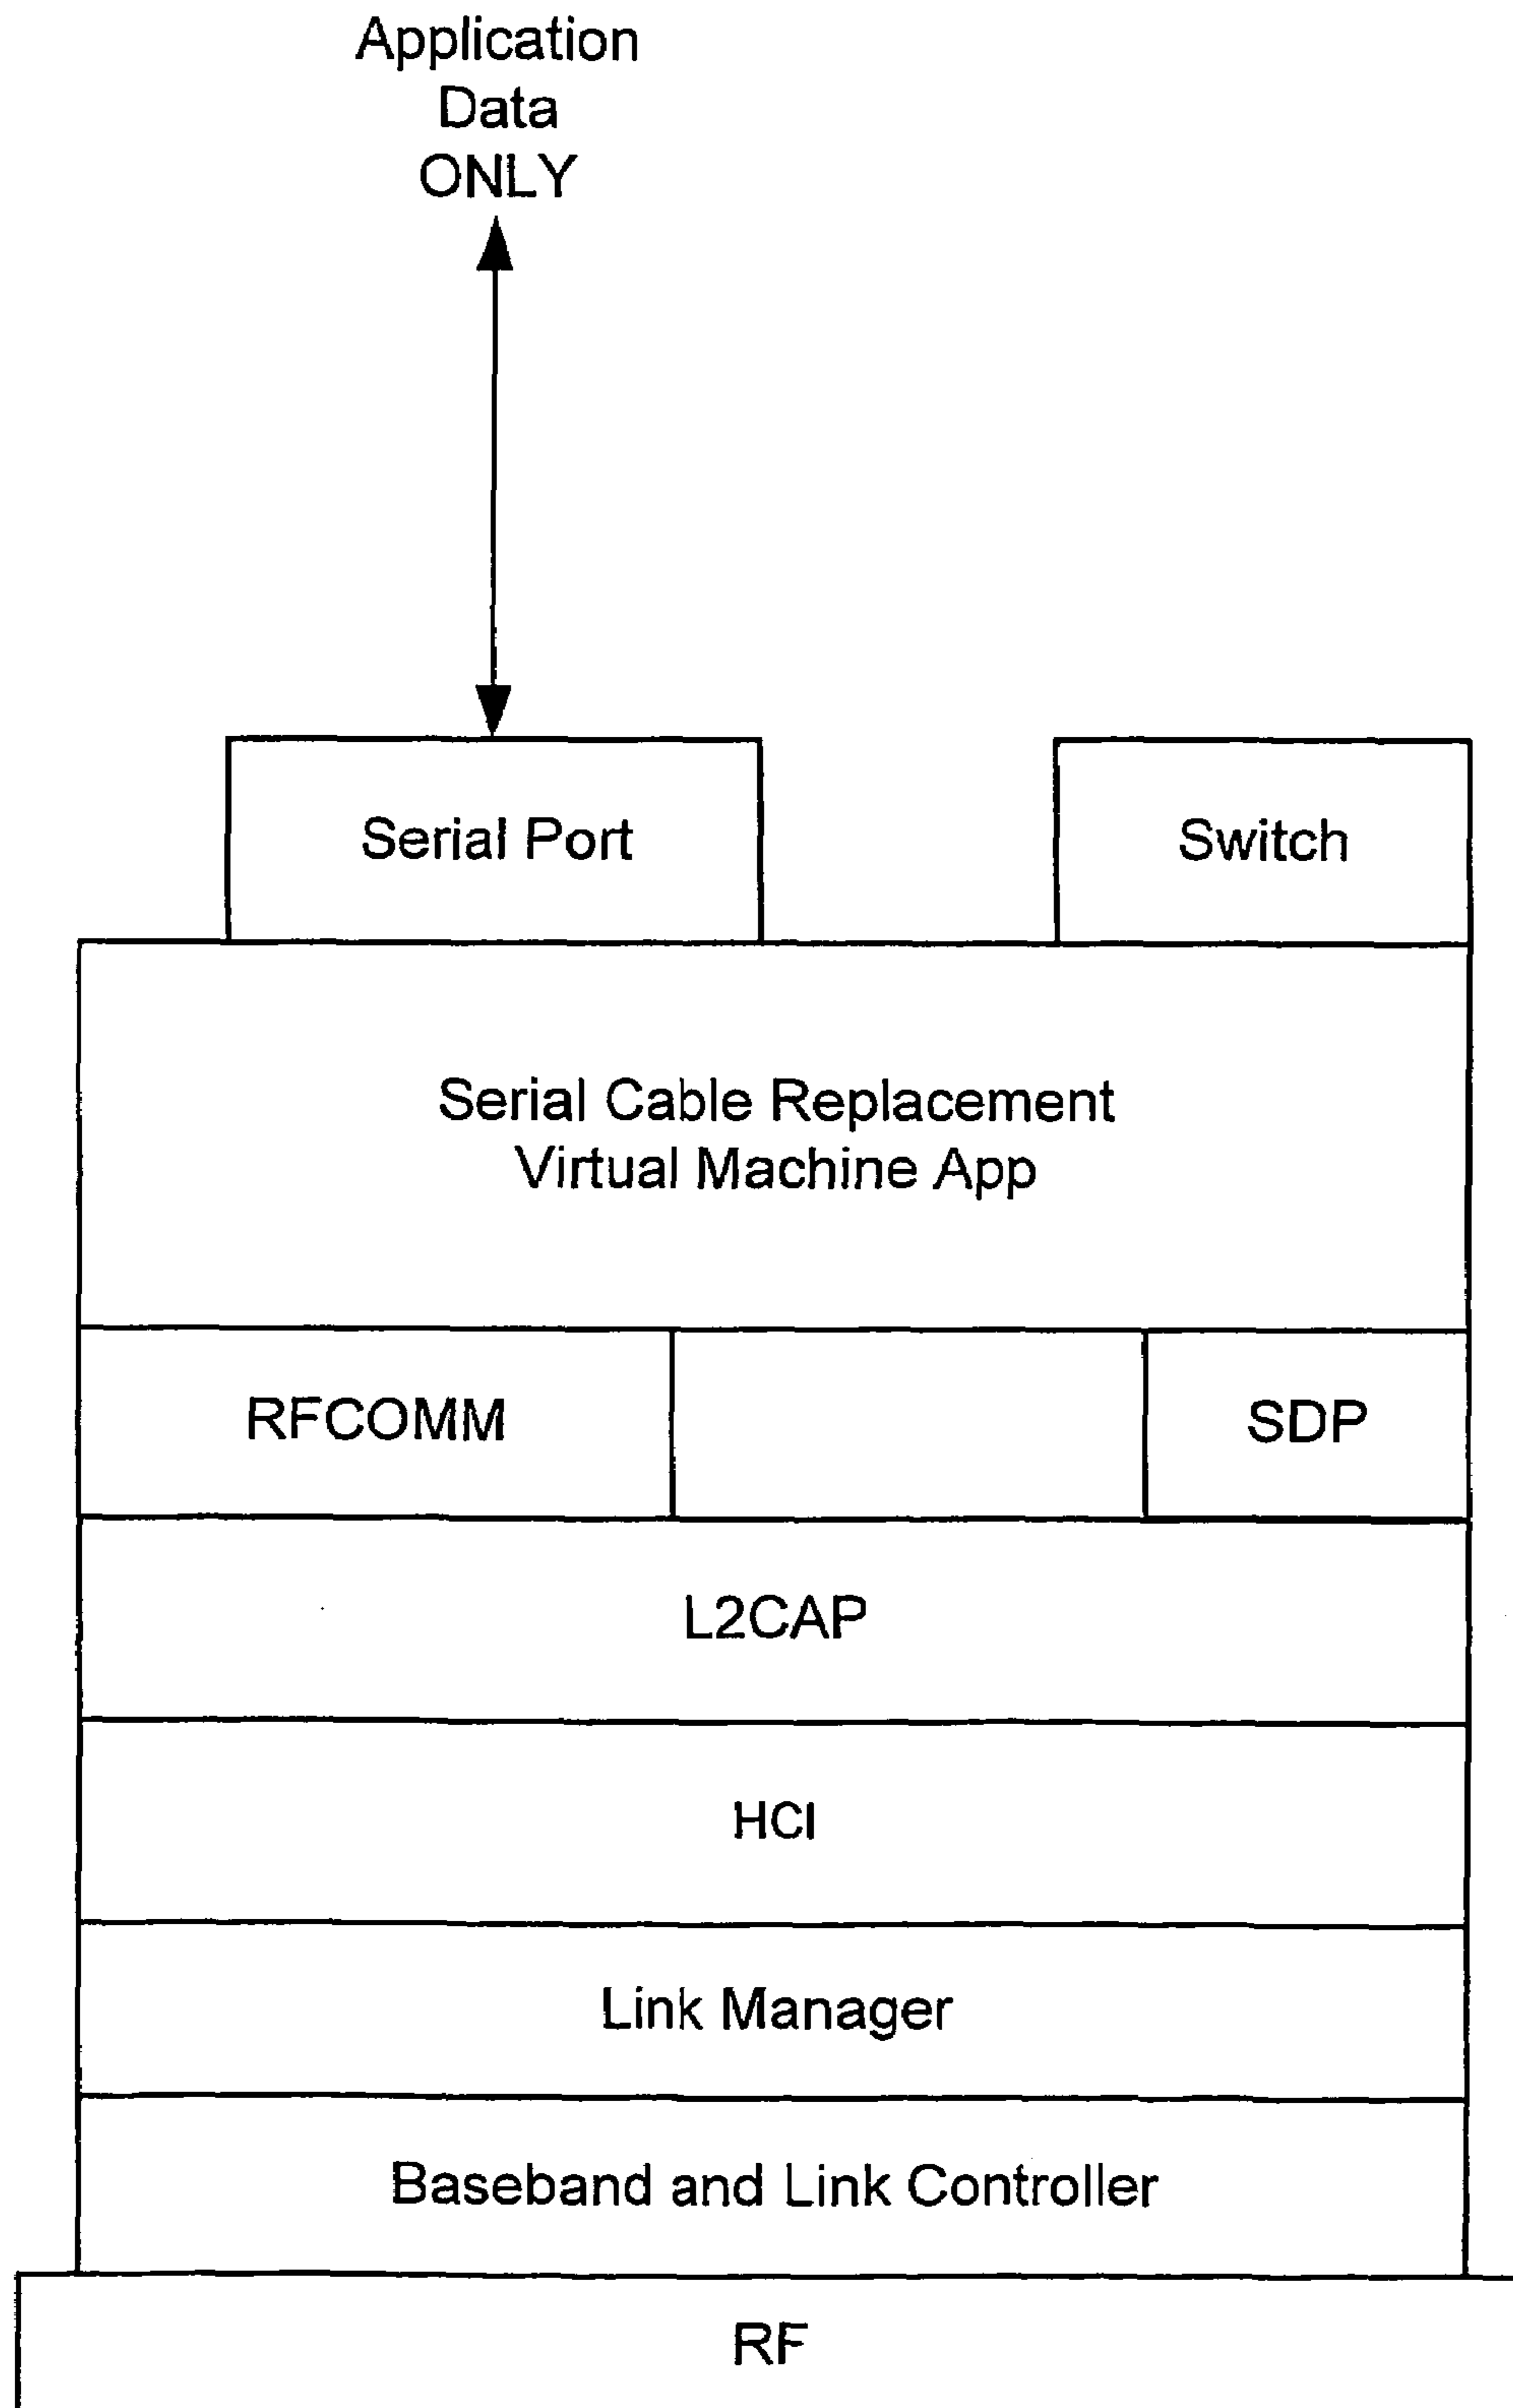 Application
Data
ONLY
Serial Port
Switch
Serial Cable Replacement
Virtual Machine App
RFCOMM
SDP
L2CAP
HCI
Link Manager
Baseband and Link Controller
RF